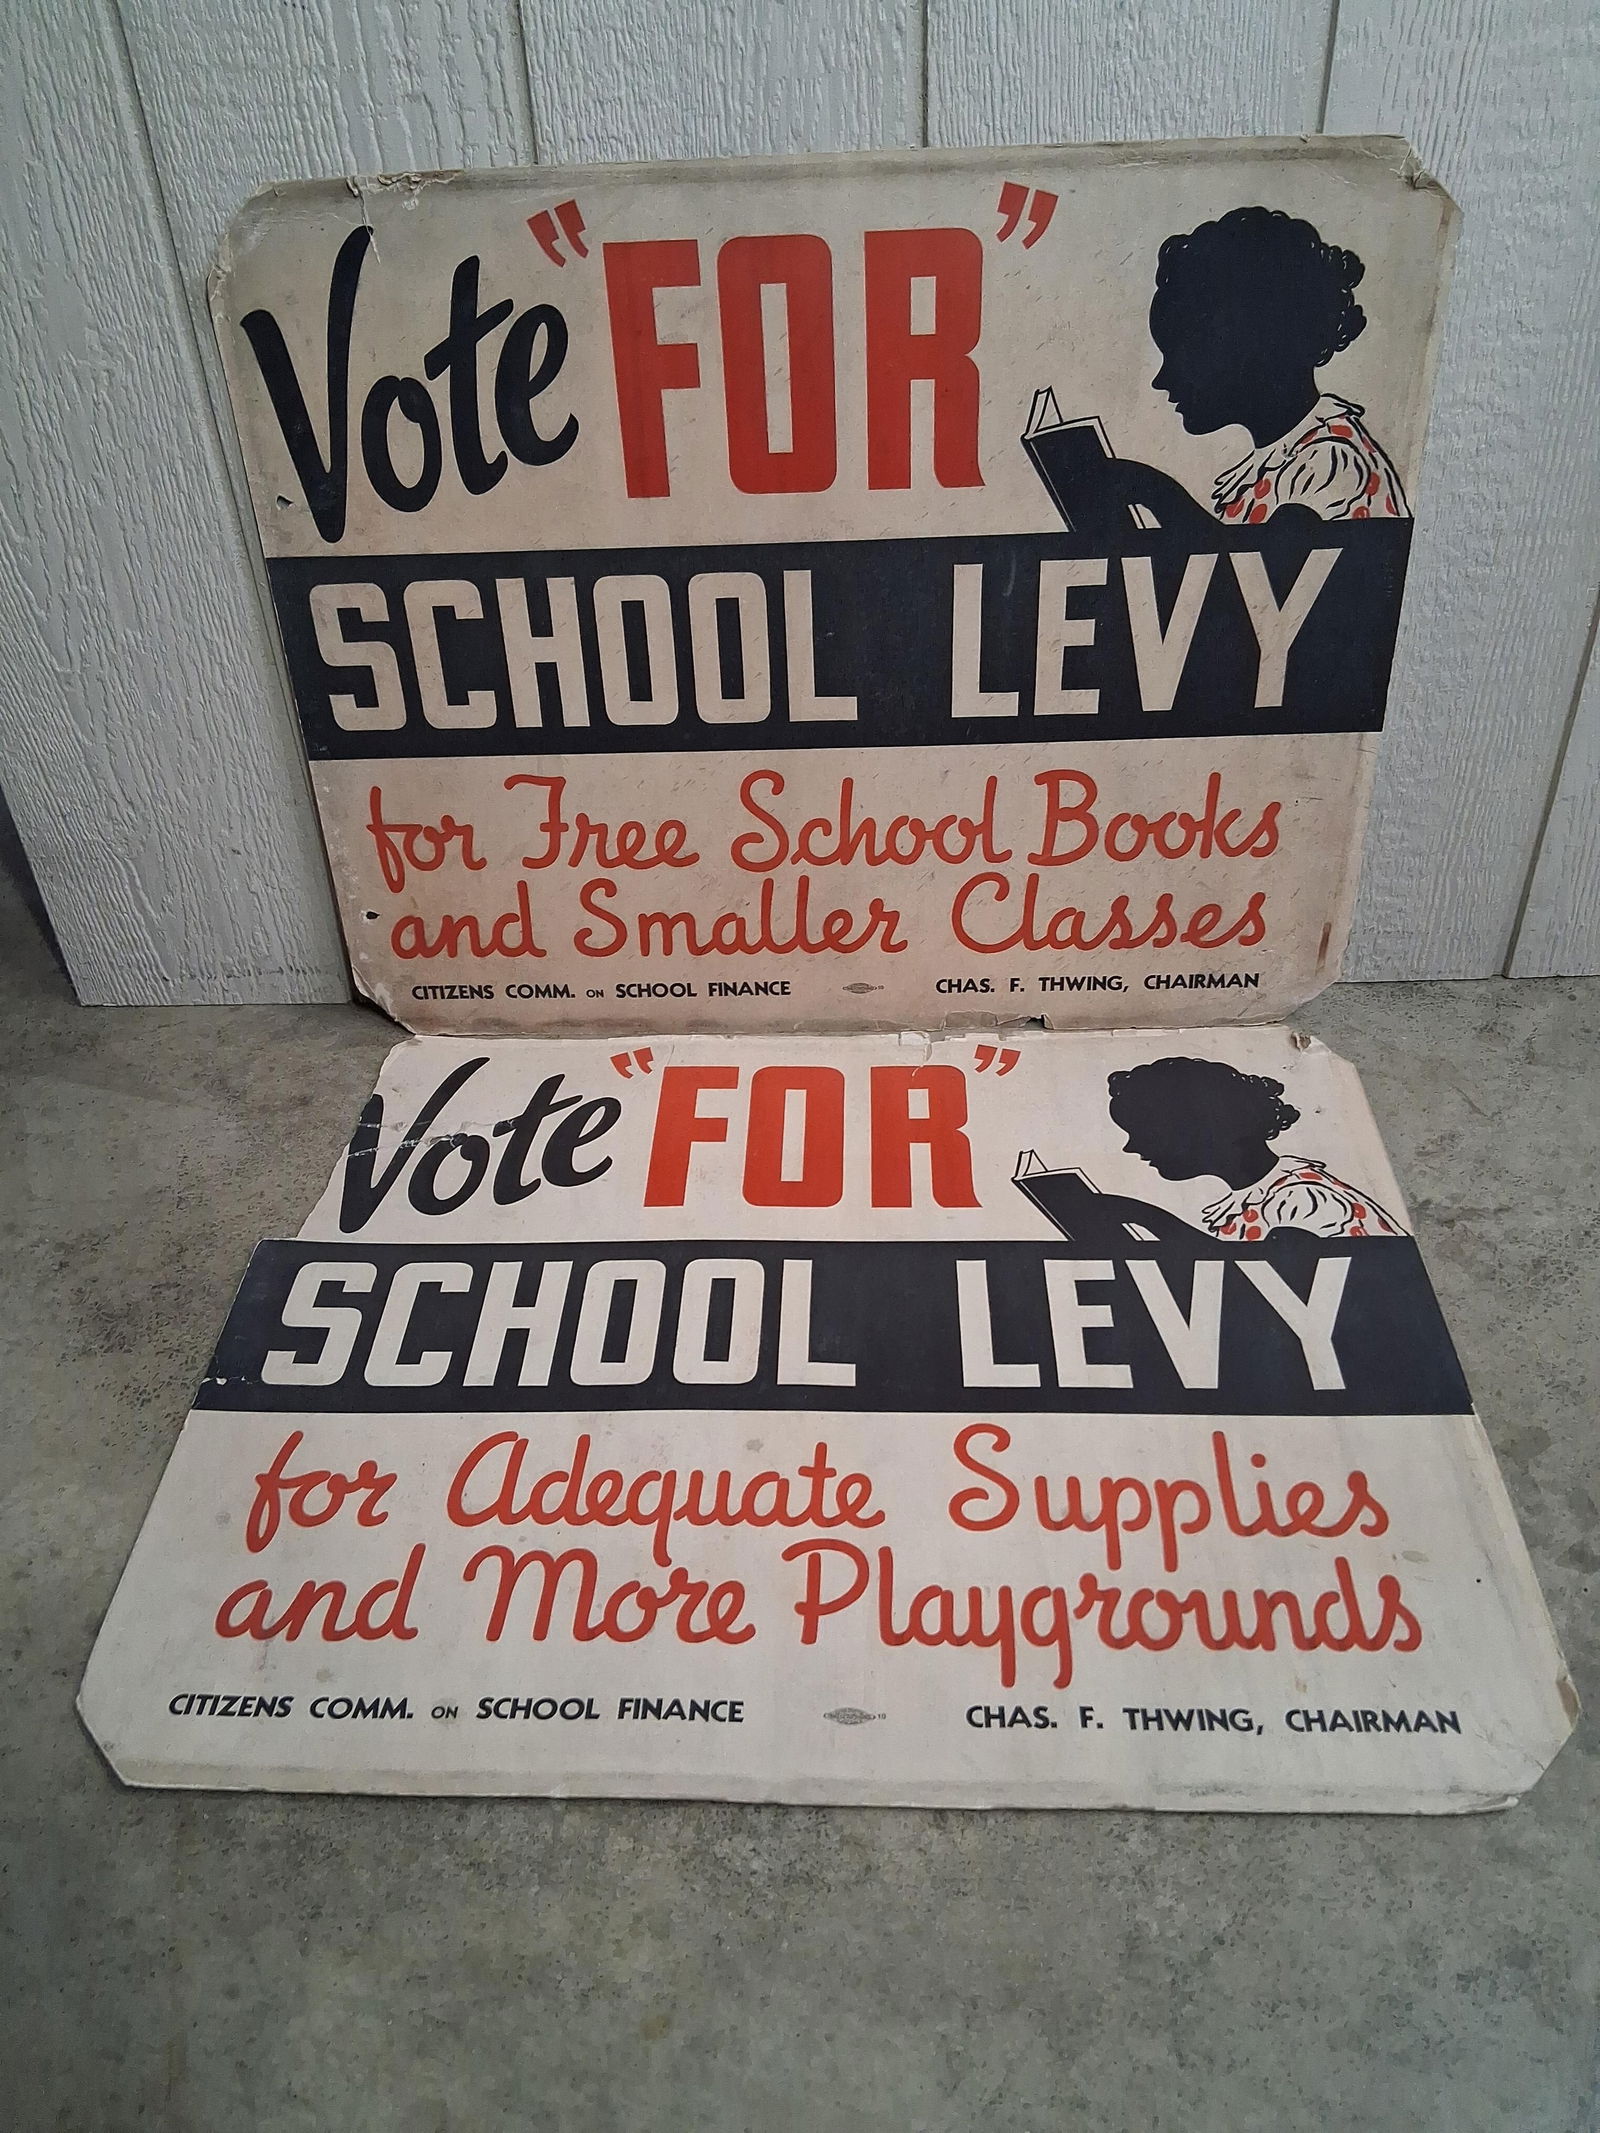 Vote "FOR"
SCHOOL LEVY
for Free School Books
and Smaller Classes
CITIZENS COMM. ON SCHOOL FINANCE CHAS. F. THWING, CHAIRMAN
Vote "FOR"
SCHOOL LEVY
for Adequate Supplies
and More Playgrounds
CITIZENS COMM. ON SCHOOL FINANCE 10 CHAS. F. THWING, CHAIRMAN